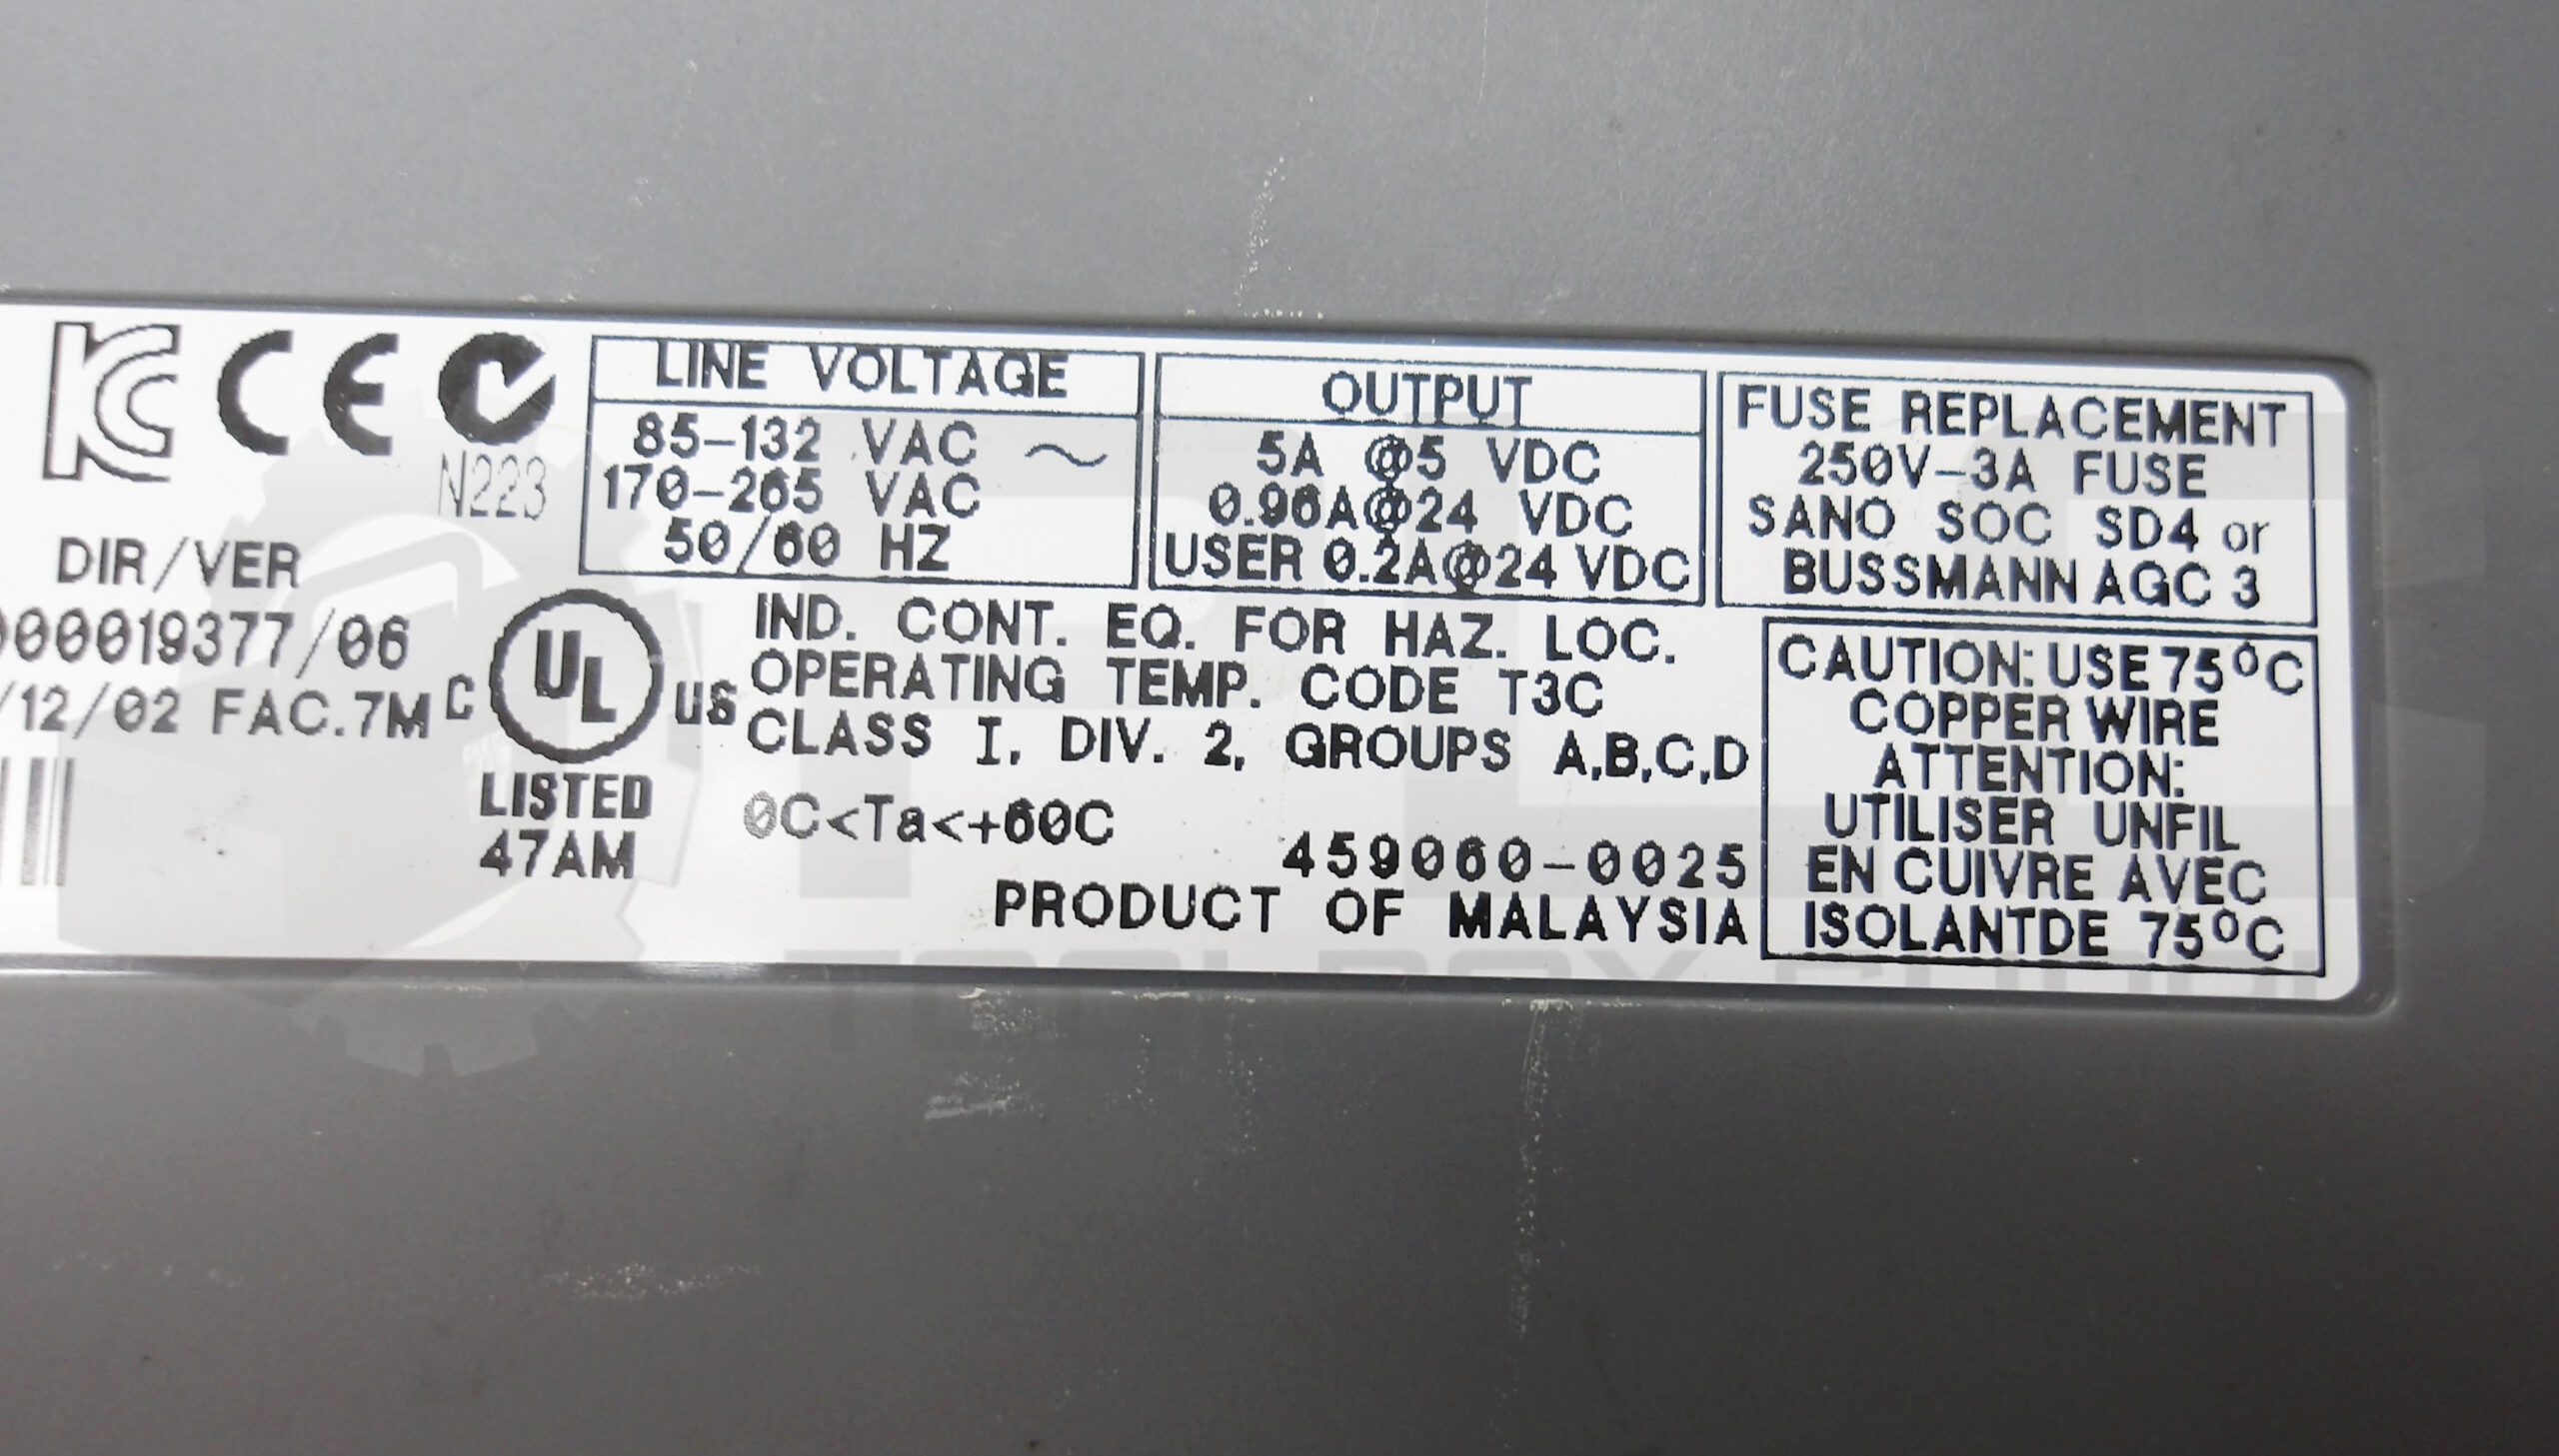 KC CE
N223
DIR/VER
000019377/06
/12/02 FAC.7M
C UL US
LISTED
47AM
LINE VOLTAGE
85-132 VAC ~
170-265 VAC
50/60 HZ
OUTPUT
5A @5 VDC
0.96A@24 VDC
USER 0.2A@24 VDC
FUSE REPLACEMENT
250V-3A FUSE
SANO SOC SD4 or
BUSSMANN AGC 3
IND. CONT. EQ. FOR HAZ. LOC.
OPERATING TEMP. CODE T3C
CLASS I, DIV. 2, GROUPS A,B,C,D
0C<Ta<+60C
459060-0025
PRODUCT OF MALAYSIA
CAUTION: USE 75°C
COPPER WIRE
ATTENTION:
UTILISER UNFIL
EN CUIVRE AVEC
ISOLANTDE 75°C